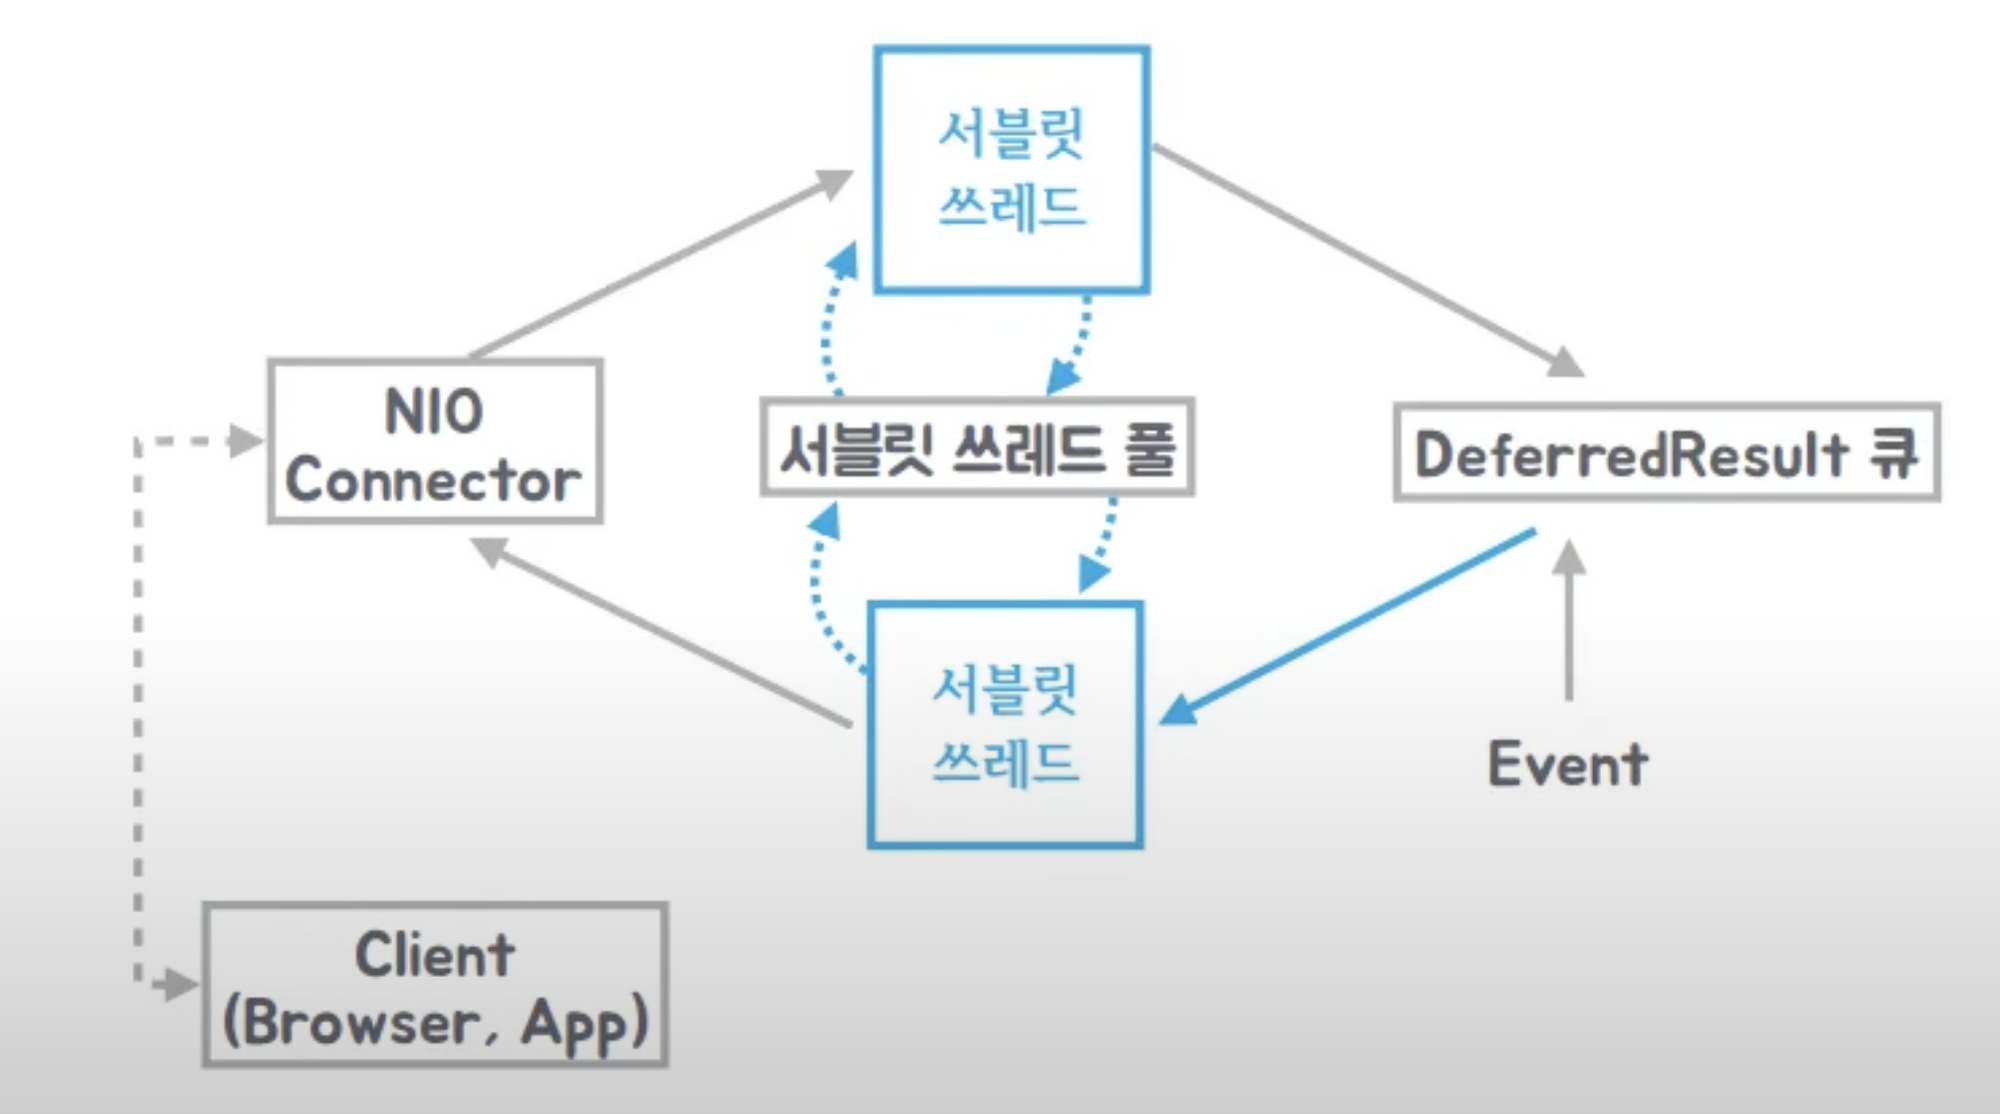 서블릿
쓰레드
NIO
Connector
서블릿 쓰레드 풀
DeferredResult 큐
서블릿
쓰레드
Event
Client
(Browser, App)